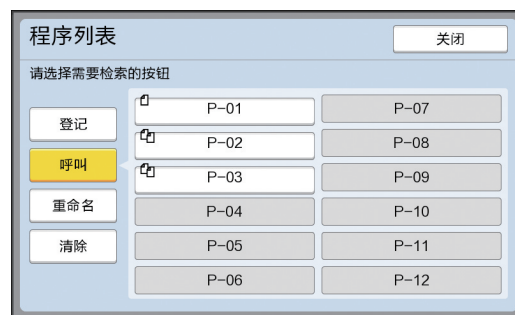 程序列表
关闭
请选择需要检索的按钮
登记
呼叫
重命名
清除
P-01
P-02
P-03
P-04
P-05
P-06
P-07
P-08
P-09
P-10
P-11
P-12